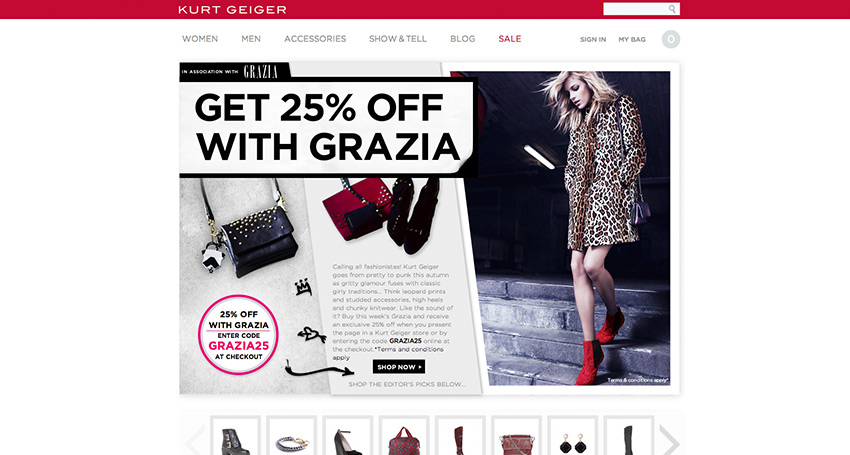 KURT GEIGER
WOMEN MEN ACCESSORIES SHOW & TELL BLOG SALE SIGN IN MY BAG 0
IN ASSOCIATION WITH GRAZIA
GET 25% OFF
WITH GRAZIA
Calling all fashionistas! Kurt Geiger
goes from pretty to punk this autumn
as gritty glamour fuses with classic
girly traditions... Think leopard prints
and studded accessories, high heels
and chunky knitwear. Like the sound of
it? Buy this week's Grazia and receive
an exclusive 25% off when you present
the page in a Kurt Geiger store or by
entering the code GRAZIA25 online at
the checkout.*Terms and conditions
apply
25% OFF
WITH GRAZIA
ENTER CODE
GRAZIA25
AT CHECKOUT
SHOP NOW
SHOP THE EDITOR'S PICKS BELOW...
Terms & conditions apply*